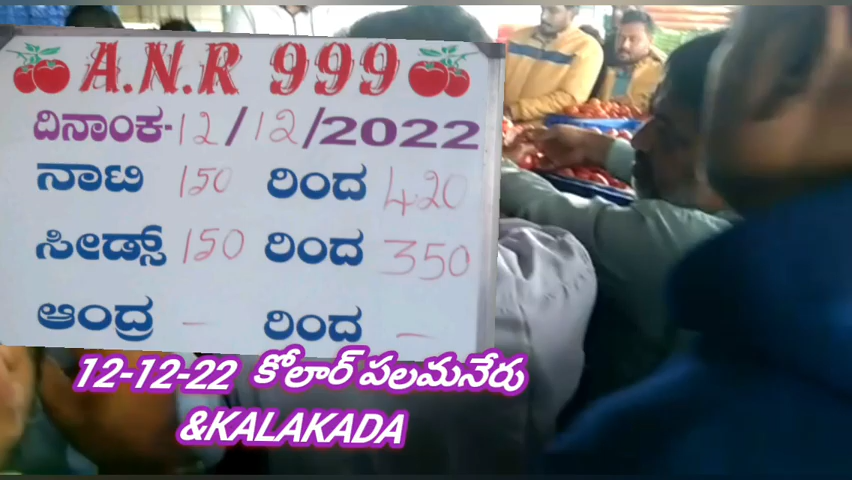 A.N.R 999
ದಿನಾಂಕ- 12/12/2022
ನಾಟಿ 150 ರಿಂದ 420
ಸೀಡ್ಸ್ 150 ರಿಂದ 350
ಆಂದ್ರ — ರಿಂದ —
12-12-22 కోలార్ పలమనేరు
&KALAKADA